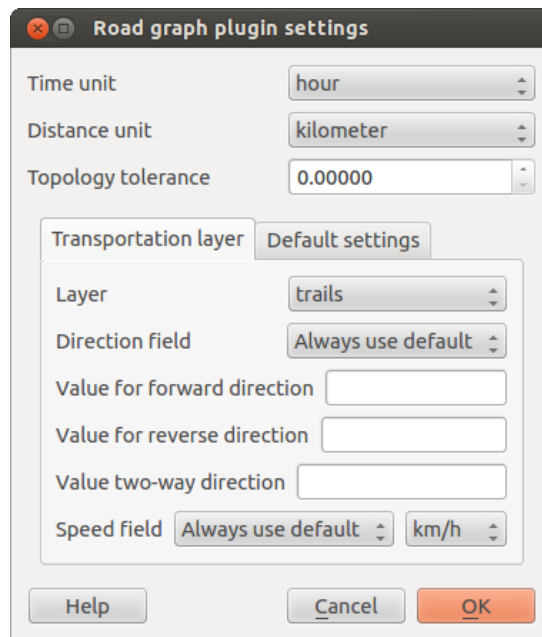 Road graph plugin settings
Time unit hour
Distance unit kilometer
Topology tolerance 0.00000
Transportation layer Default settings
Layer trails
Direction field Always use default
Value for forward direction
Value for reverse direction
Value two-way direction
Speed field Always use default km/h
Help Cancel OK